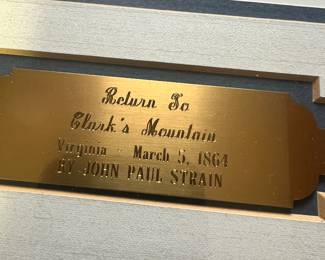 Return To
Clark's Mountain
Virginia - March 5, 1864
BY JOHN PAUL STRAIN